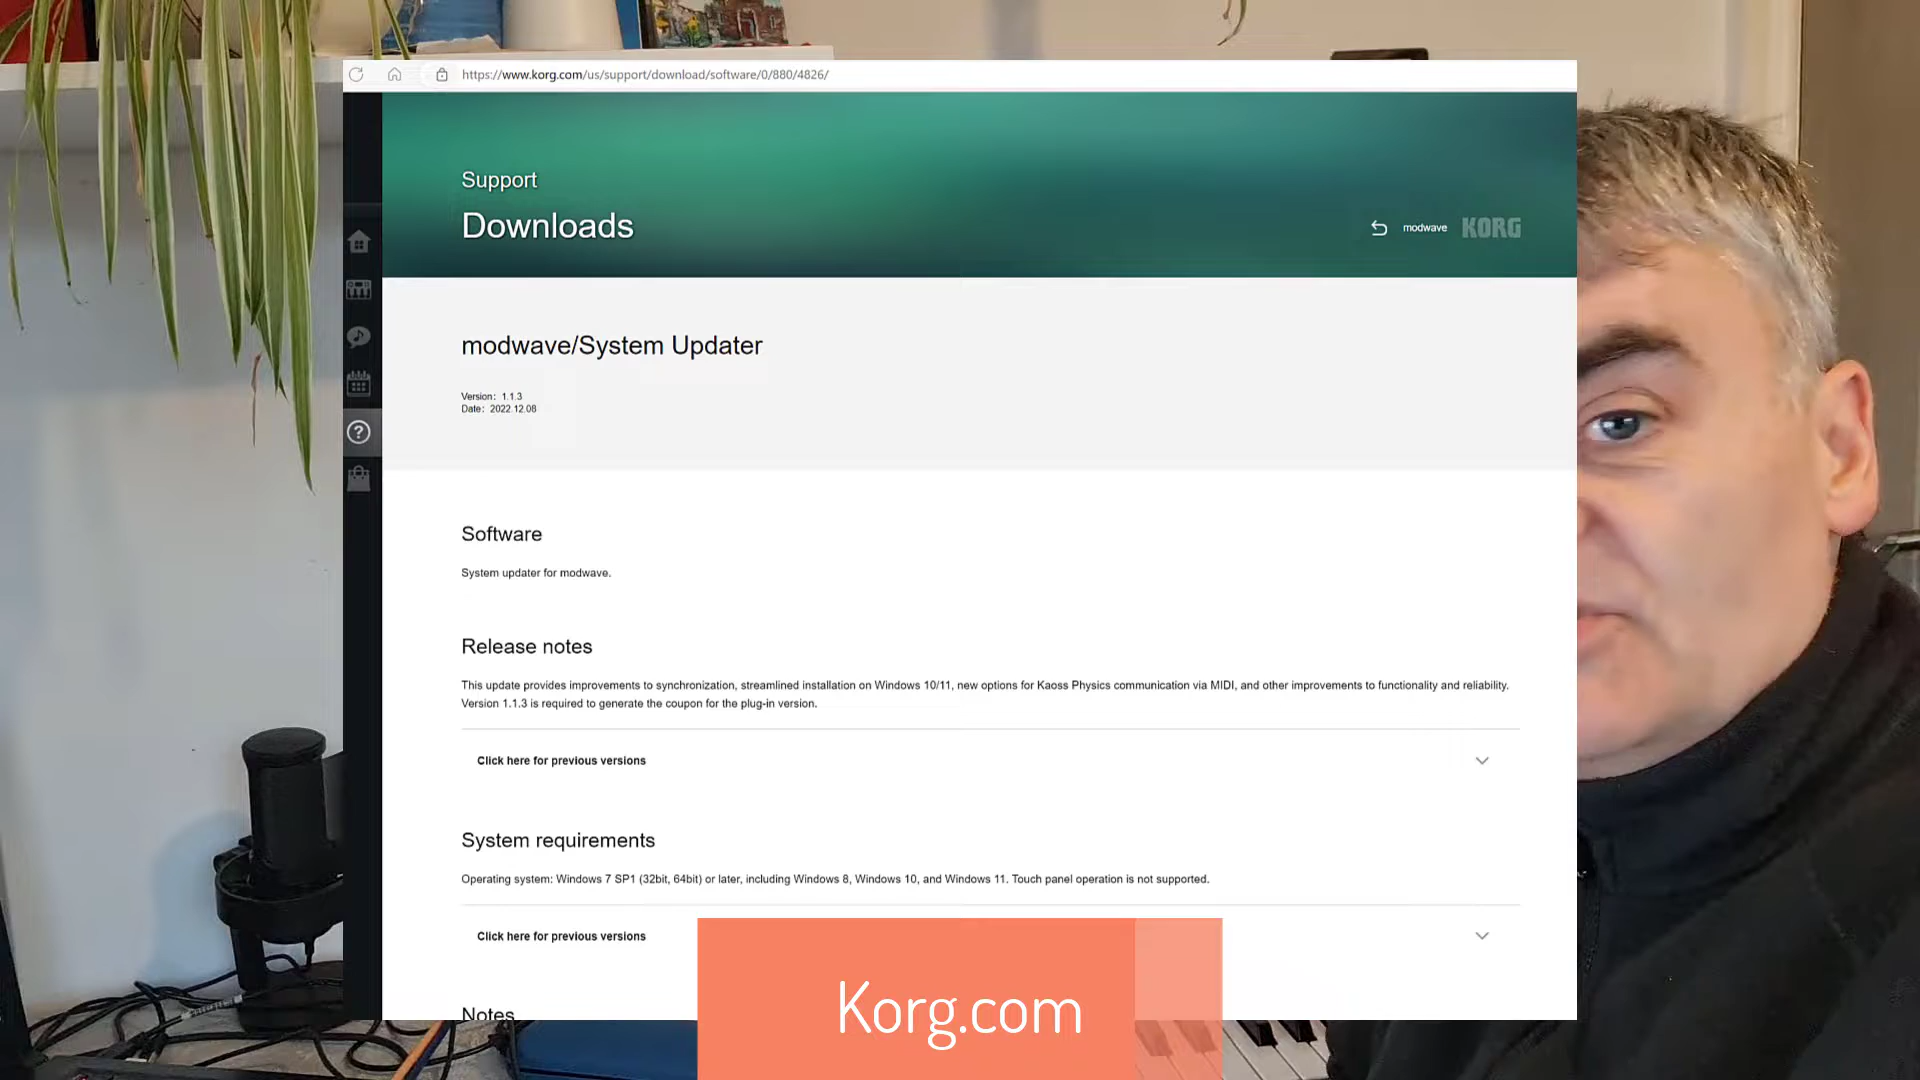 https://www.korg.com/us/support/download/software/0/880/4826/
Support
Downloads
modwave KORG
modwave/System Updater
Version: 1.1.3
Date: 2022.12.08
Software
System updater for modwave.
Release notes
This update provides improvements to synchronization, streamlined installation on Windows 10/11, new options for Kaoss Physics communication via MIDI, and other improvements to functionality and reliability.
Version 1.1.3 is required to generate the coupon for the plug-in version.
Click here for previous versions
System requirements
Operating system: Windows 7 SP1 (32bit, 64bit) or later, including Windows 8, Windows 10, and Windows 11. Touch panel operation is not supported.
Click here for previous versions
Notes
Korg.com